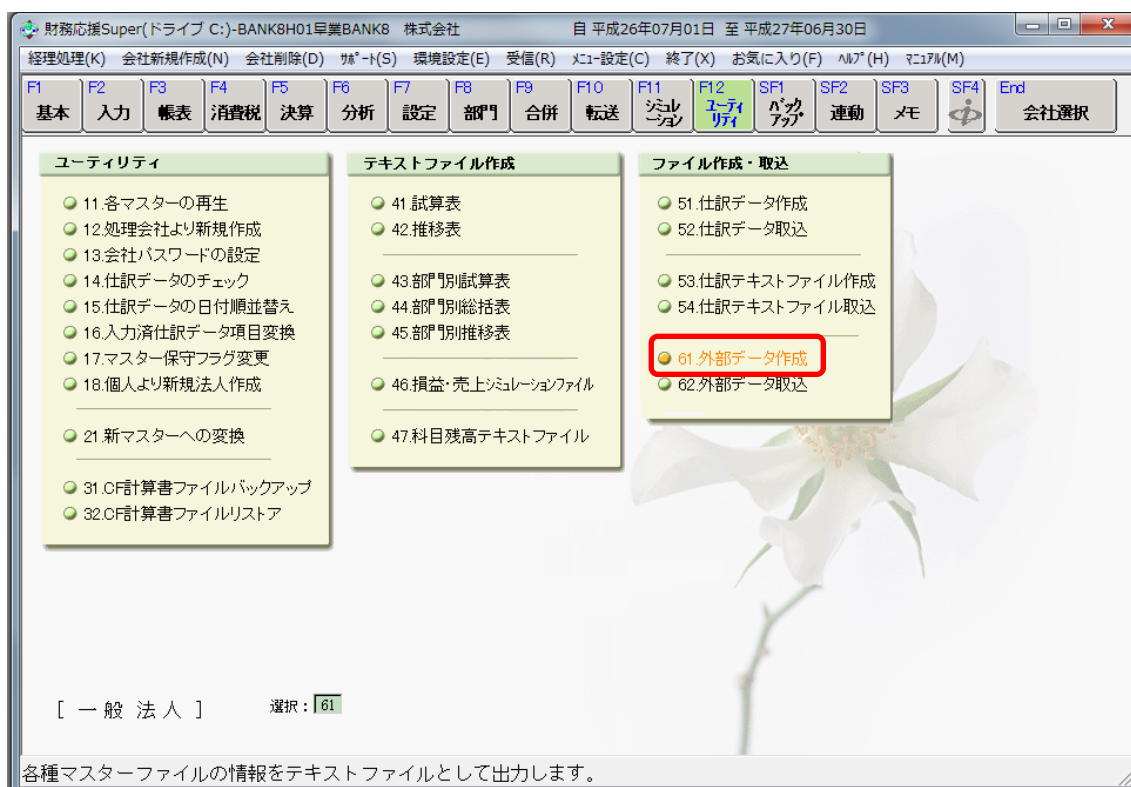 財務応援Super(ドライブ C:)-BANK8H01早業BANK8 株式会社 自 平成26年07月01日 至 平成27年06月30日
経理処理(K) 会社新規作成(N) 会社削除(D) ｻﾎﾟｰﾄ(S) 環境設定(E) 受信(R) ﾒﾆｭｰ設定(C) 終了(X) お気に入り(F) ﾍﾙﾌﾟ(H) ﾏﾆｭｱﾙ(M)
F1 F2 F3 F4 F5 F6 F7 F8 F9 F10 F11 F12 SF1 SF2 SF3 SF4 End
基本 入力 帳表 消費税 決算 分析 設定 部門 合併 転送 ｼﾐｭﾚｰｼｮﾝ ﾕｰﾃｨﾘﾃｨ ﾊﾞｯｸｱｯﾌﾟ 連動 ﾒﾓ 会社選択
ユーティリティ
11.各マスターの再生
12.処理会社より新規作成
13.会社パスワードの設定
14.仕訳データのチェック
15.仕訳データの日付順並替え
16.入力済仕訳データ項目変換
17.マスター保守フラグ変更
18.個人より新規法人作成
21.新マスターへの変換
31.CF計算書ファイルバックアップ
32.CF計算書ファイルリストア
テキストファイル作成
41.試算表
42.推移表
43.部門別試算表
44.部門別総括表
45.部門別推移表
46.損益･売上ｼﾐｭﾚｰｼｮﾝﾌｧｲﾙ
47.科目残高テキストファイル
ファイル作成・取込
51.仕訳データ作成
52.仕訳データ取込
53.仕訳テキストファイル作成
54.仕訳テキストファイル取込
61.外部データ作成
62.外部データ取込
[ 一般 法人 ] 選択： 61
各種マスターファイルの情報をテキストファイルとして出力します。